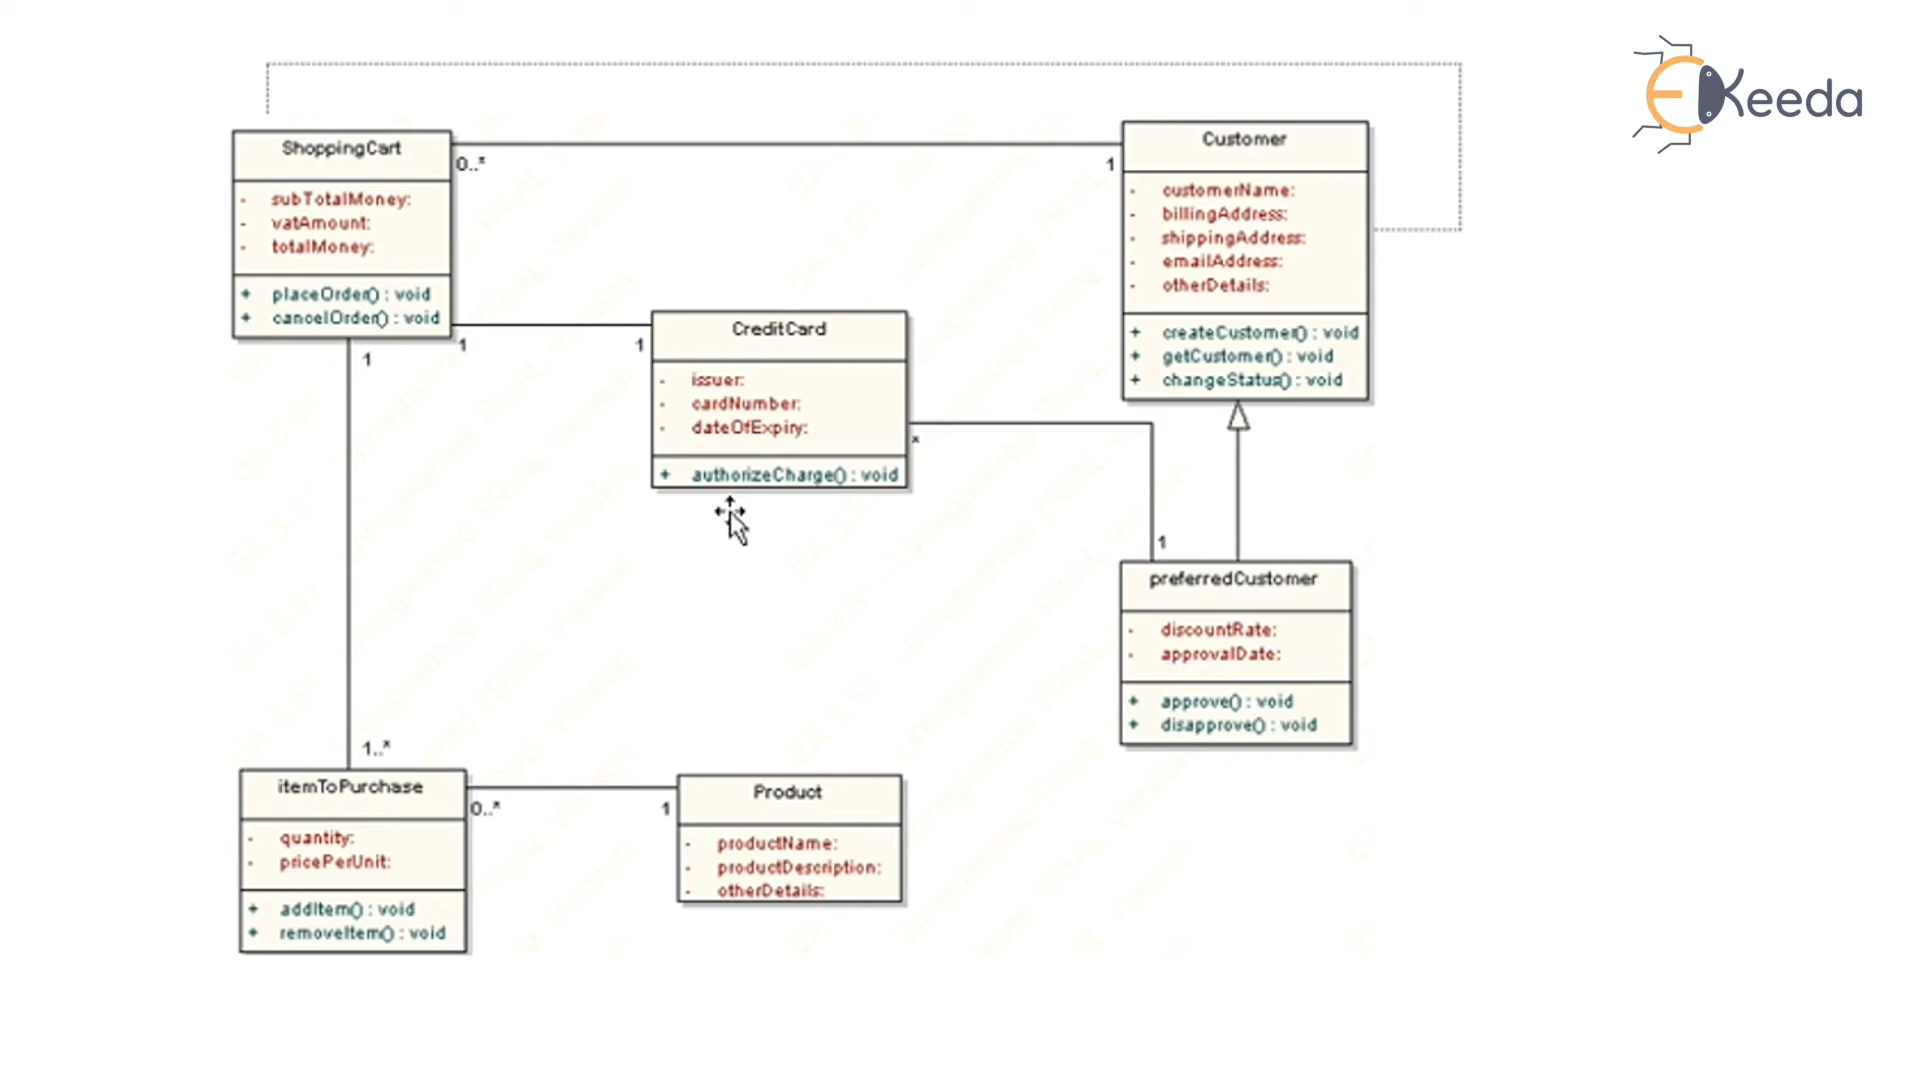 EKeeda
ShoppingCart
- subTotalMoney:
- vatAmount:
- totalMoney:
+ placeOrder() : void
+ cancelOrder() : void
0..*
1
Customer
- customerName:
- billingAddress:
- shippingAddress:
- emailAddress:
- otherDetails:
+ createCustomer() : void
+ getCustomer() : void
+ changeStatus() : void
1
1
1
CreditCard
- issuer:
- cardNumber:
- dateOfExpiry:
+ authorizeCharge() : void
*
1
preferredCustomer
- discountRate:
- approvalDate:
+ approve() : void
+ disapprove() : void
1..*
itemToPurchase
- quantity:
- pricePerUnit:
+ addItem() : void
+ removeItem() : void
0..*
1
Product
- productName:
- productDescription:
- otherDetails: